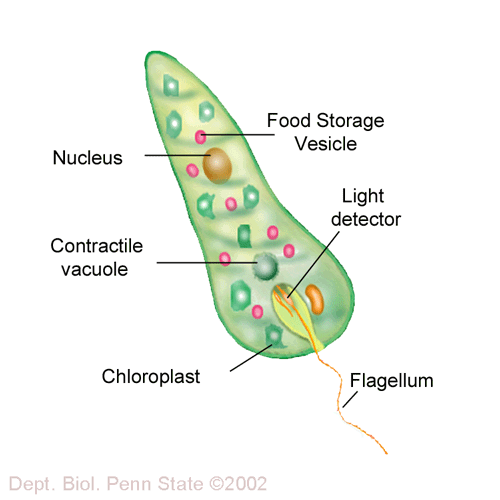 Food Storage
Vesicle
Nucleus
Light
detector
Contractile
vacuole
Chloroplast
Flagellum
Dept. Biol. Penn State ©2002